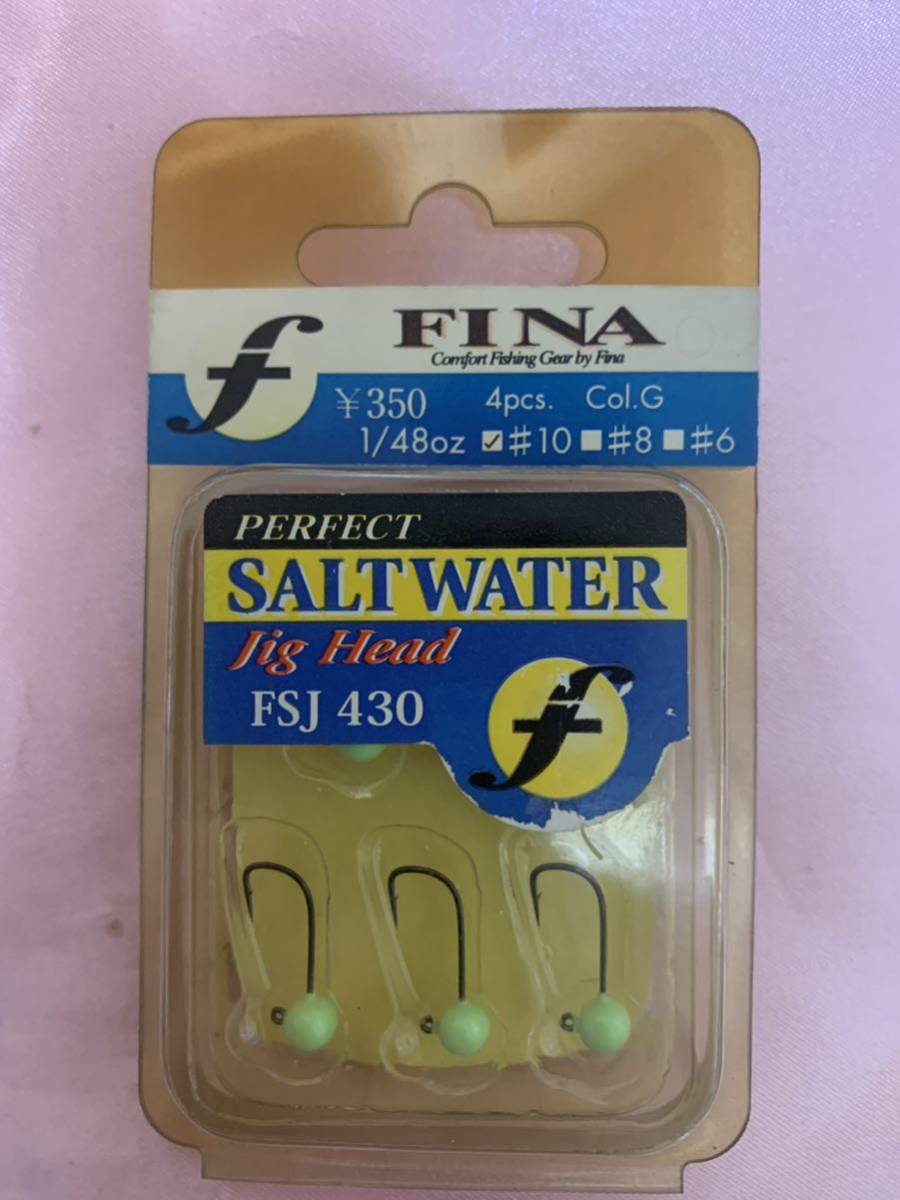 f FINA
Comfort Fishing Gear by Fina
¥350 4pcs. Col.G
1/48oz ☑#10 ☐#8 ☐#6
PERFECT
SALTWATER
Jig Head
FSJ 430
f